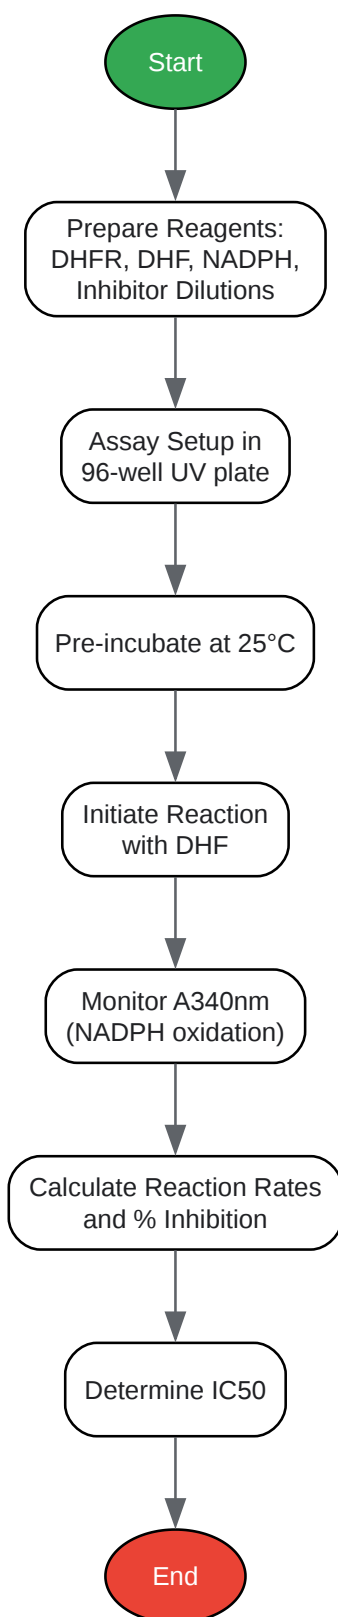 Start
Prepare Reagents:
DHFR, DHF, NADPH,
Inhibitor Dilutions
Assay Setup in
96-well UV plate
Pre-incubate at 25°C
Initiate Reaction
with DHF
Monitor A340nm
(NADPH oxidation)
Calculate Reaction Rates
and % Inhibition
Determine IC50
End